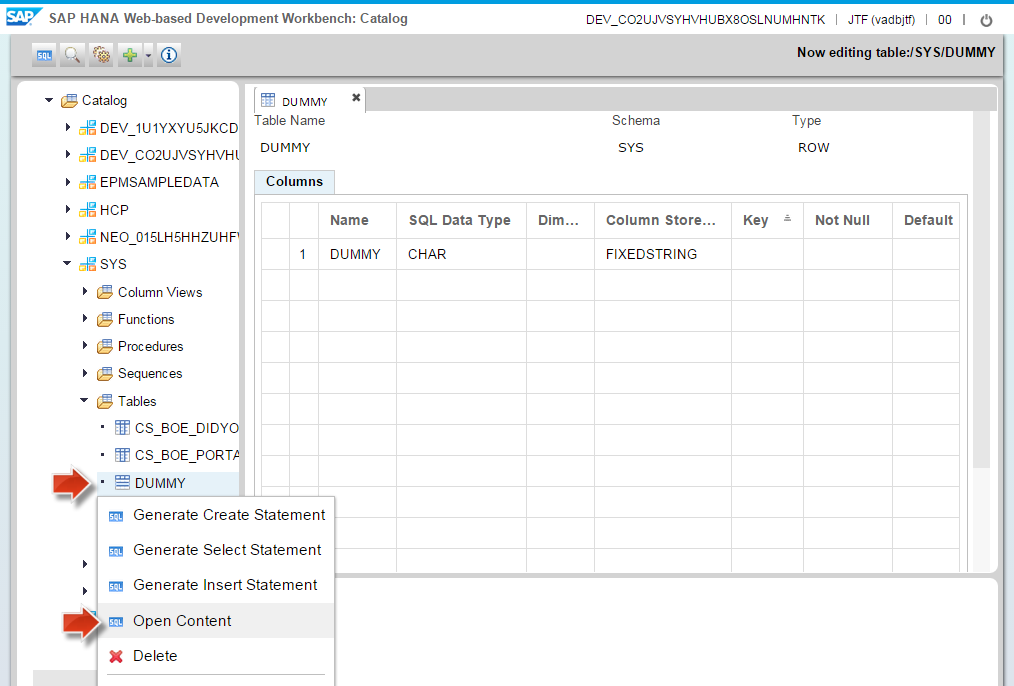 SAP SAP HANA Web-based Development Workbench: Catalog DEV_CO2UJVSYHVHUBX8OSLNUMHNTK | JTF (vadbjtf) | 00 |
SQL Now editing table:/SYS/DUMMY
Catalog
DEV_1U1YXYU5JKCD
DEV_CO2UJVSYHVHU
EPMSAMPLEDATA
HCP
NEO_015LH5HHZUHF
SYS
Column Views
Functions
Procedures
Sequences
Tables
CS_BOE_DIDYO
CS_BOE_PORTA
DUMMY
SQL Generate Create Statement
SQL Generate Select Statement
SQL Generate Insert Statement
SQL Open Content
Delete
DUMMY
Table Name Schema Type
DUMMY SYS ROW
Columns
Name SQL Data Type Dim... Column Store... Key Not Null Default
1 DUMMY CHAR FIXEDSTRING